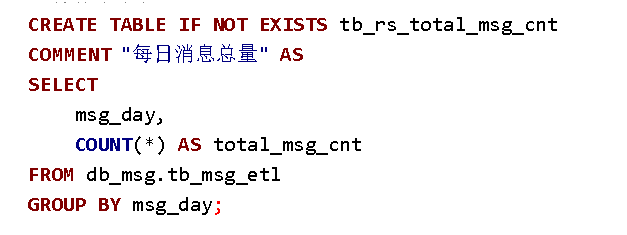 CREATE TABLE IF NOT EXISTS tb_rs_total_msg_cnt
COMMENT "每日消息总量" AS
SELECT
    msg_day,
    COUNT(*) AS total_msg_cnt
FROM db_msg.tb_msg_etl
GROUP BY msg_day;